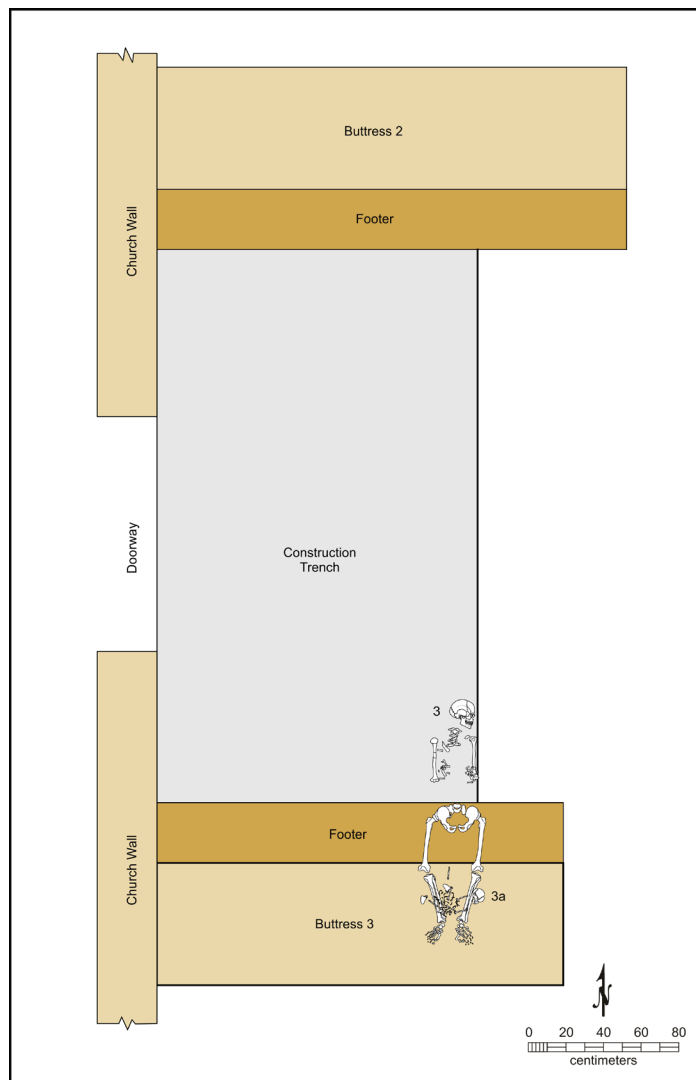 Buttress 2
Footer
Church Wall
Doorway
Construction
Trench
3
Footer
Church Wall
3a
Buttress 3
N
0 20 40 60 80
centimeters